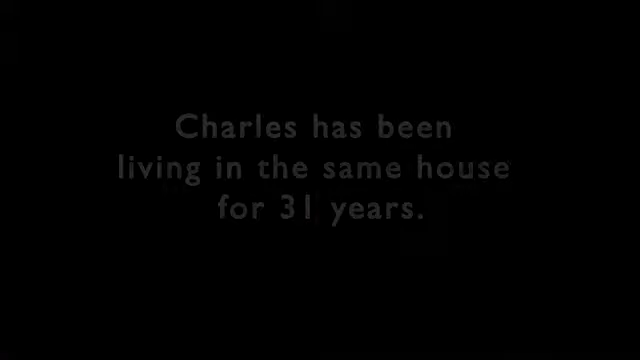 Charles has been
living in the same house
for 31 years.